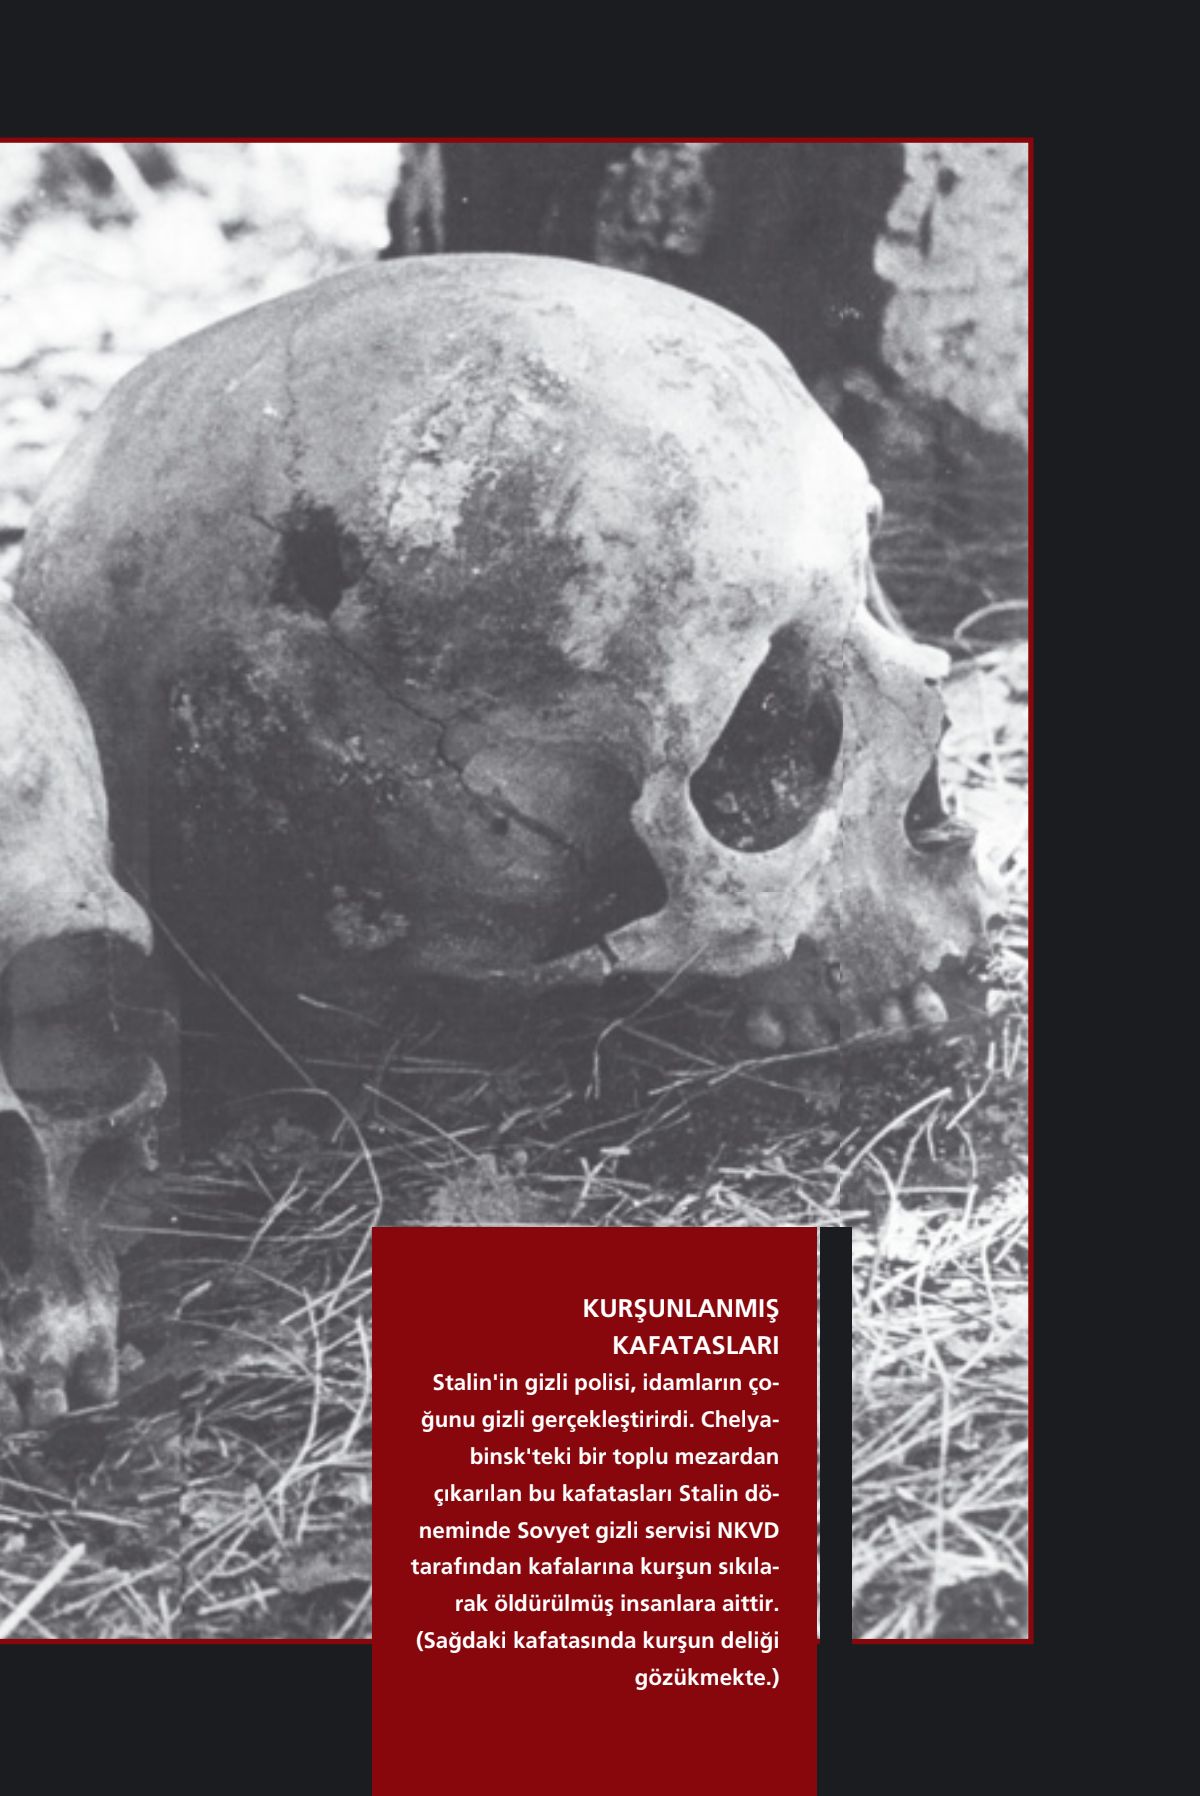 KURŞUNLANMIŞ
KAFATASLARI
Stalin'in gizli polisi, idamların ço-
ğunu gizli gerçekleştirirdi. Chelya-
binsk'teki bir toplu mezardan
çıkarılan bu kafatasları Stalin dö-
neminde Sovyet gizli servisi NKVD
tarafından kafalarına kurşun sıkıla-
rak öldürülmüş insanlara aittir.
(Sağdaki kafatasında kurşun deliği
gözükmekte.)